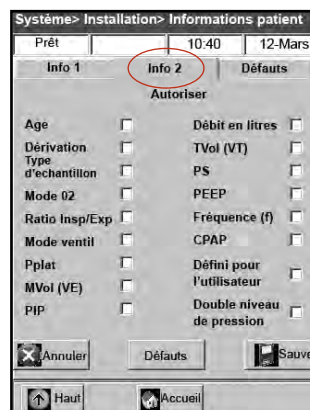 Système> Installation> Informations patient
Prêt 10:40 12-Mars
Info 1 Info 2 Défauts
Autoriser
Age Débit en litres
Dérivation TVol (VT)
Type
d'echantillon PS
Mode 02 PEEP
Ratio Insp/Exp Fréquence (f)
Mode ventil CPAP
Pplat Défini pour
l'utilisateur
MVol (VE)
PIP Double niveau
de pression
Annuler Défauts Sauve
Haut Accueil